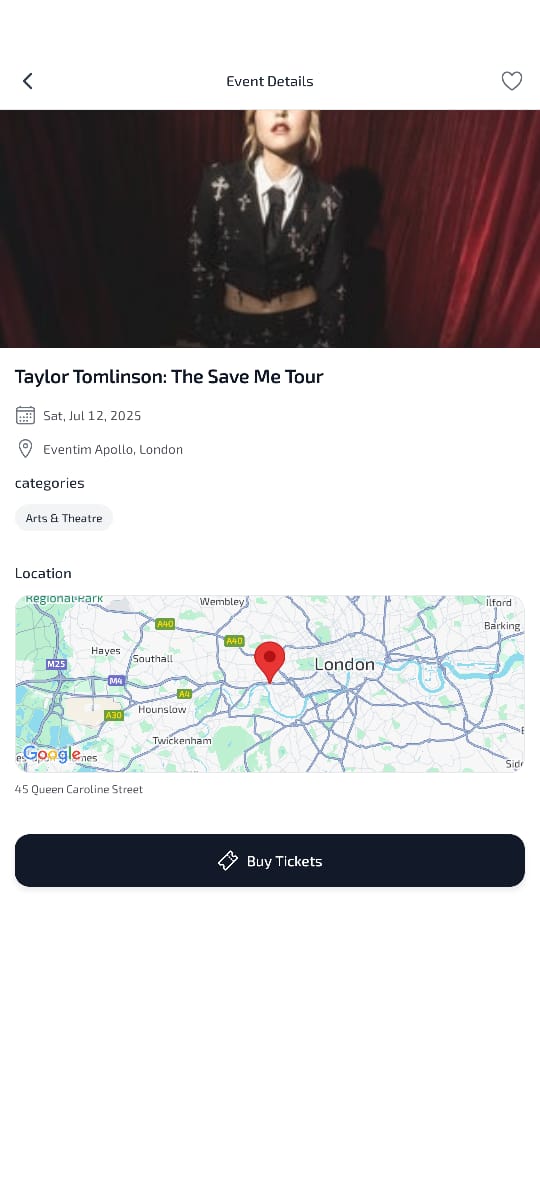 Event Details
Taylor Tomlinson: The Save Me Tour
Sat, Jul 12, 2025
Eventim Apollo, London
categories
Arts & Theatre
Location
Regional Park
Wembley
Ilford
A40
Barking
A40
Hayes
Southall
M25
London
M4
A4
Hounslow
A30
Twickenham
Google
45 Queen Caroline Street
Buy Tickets